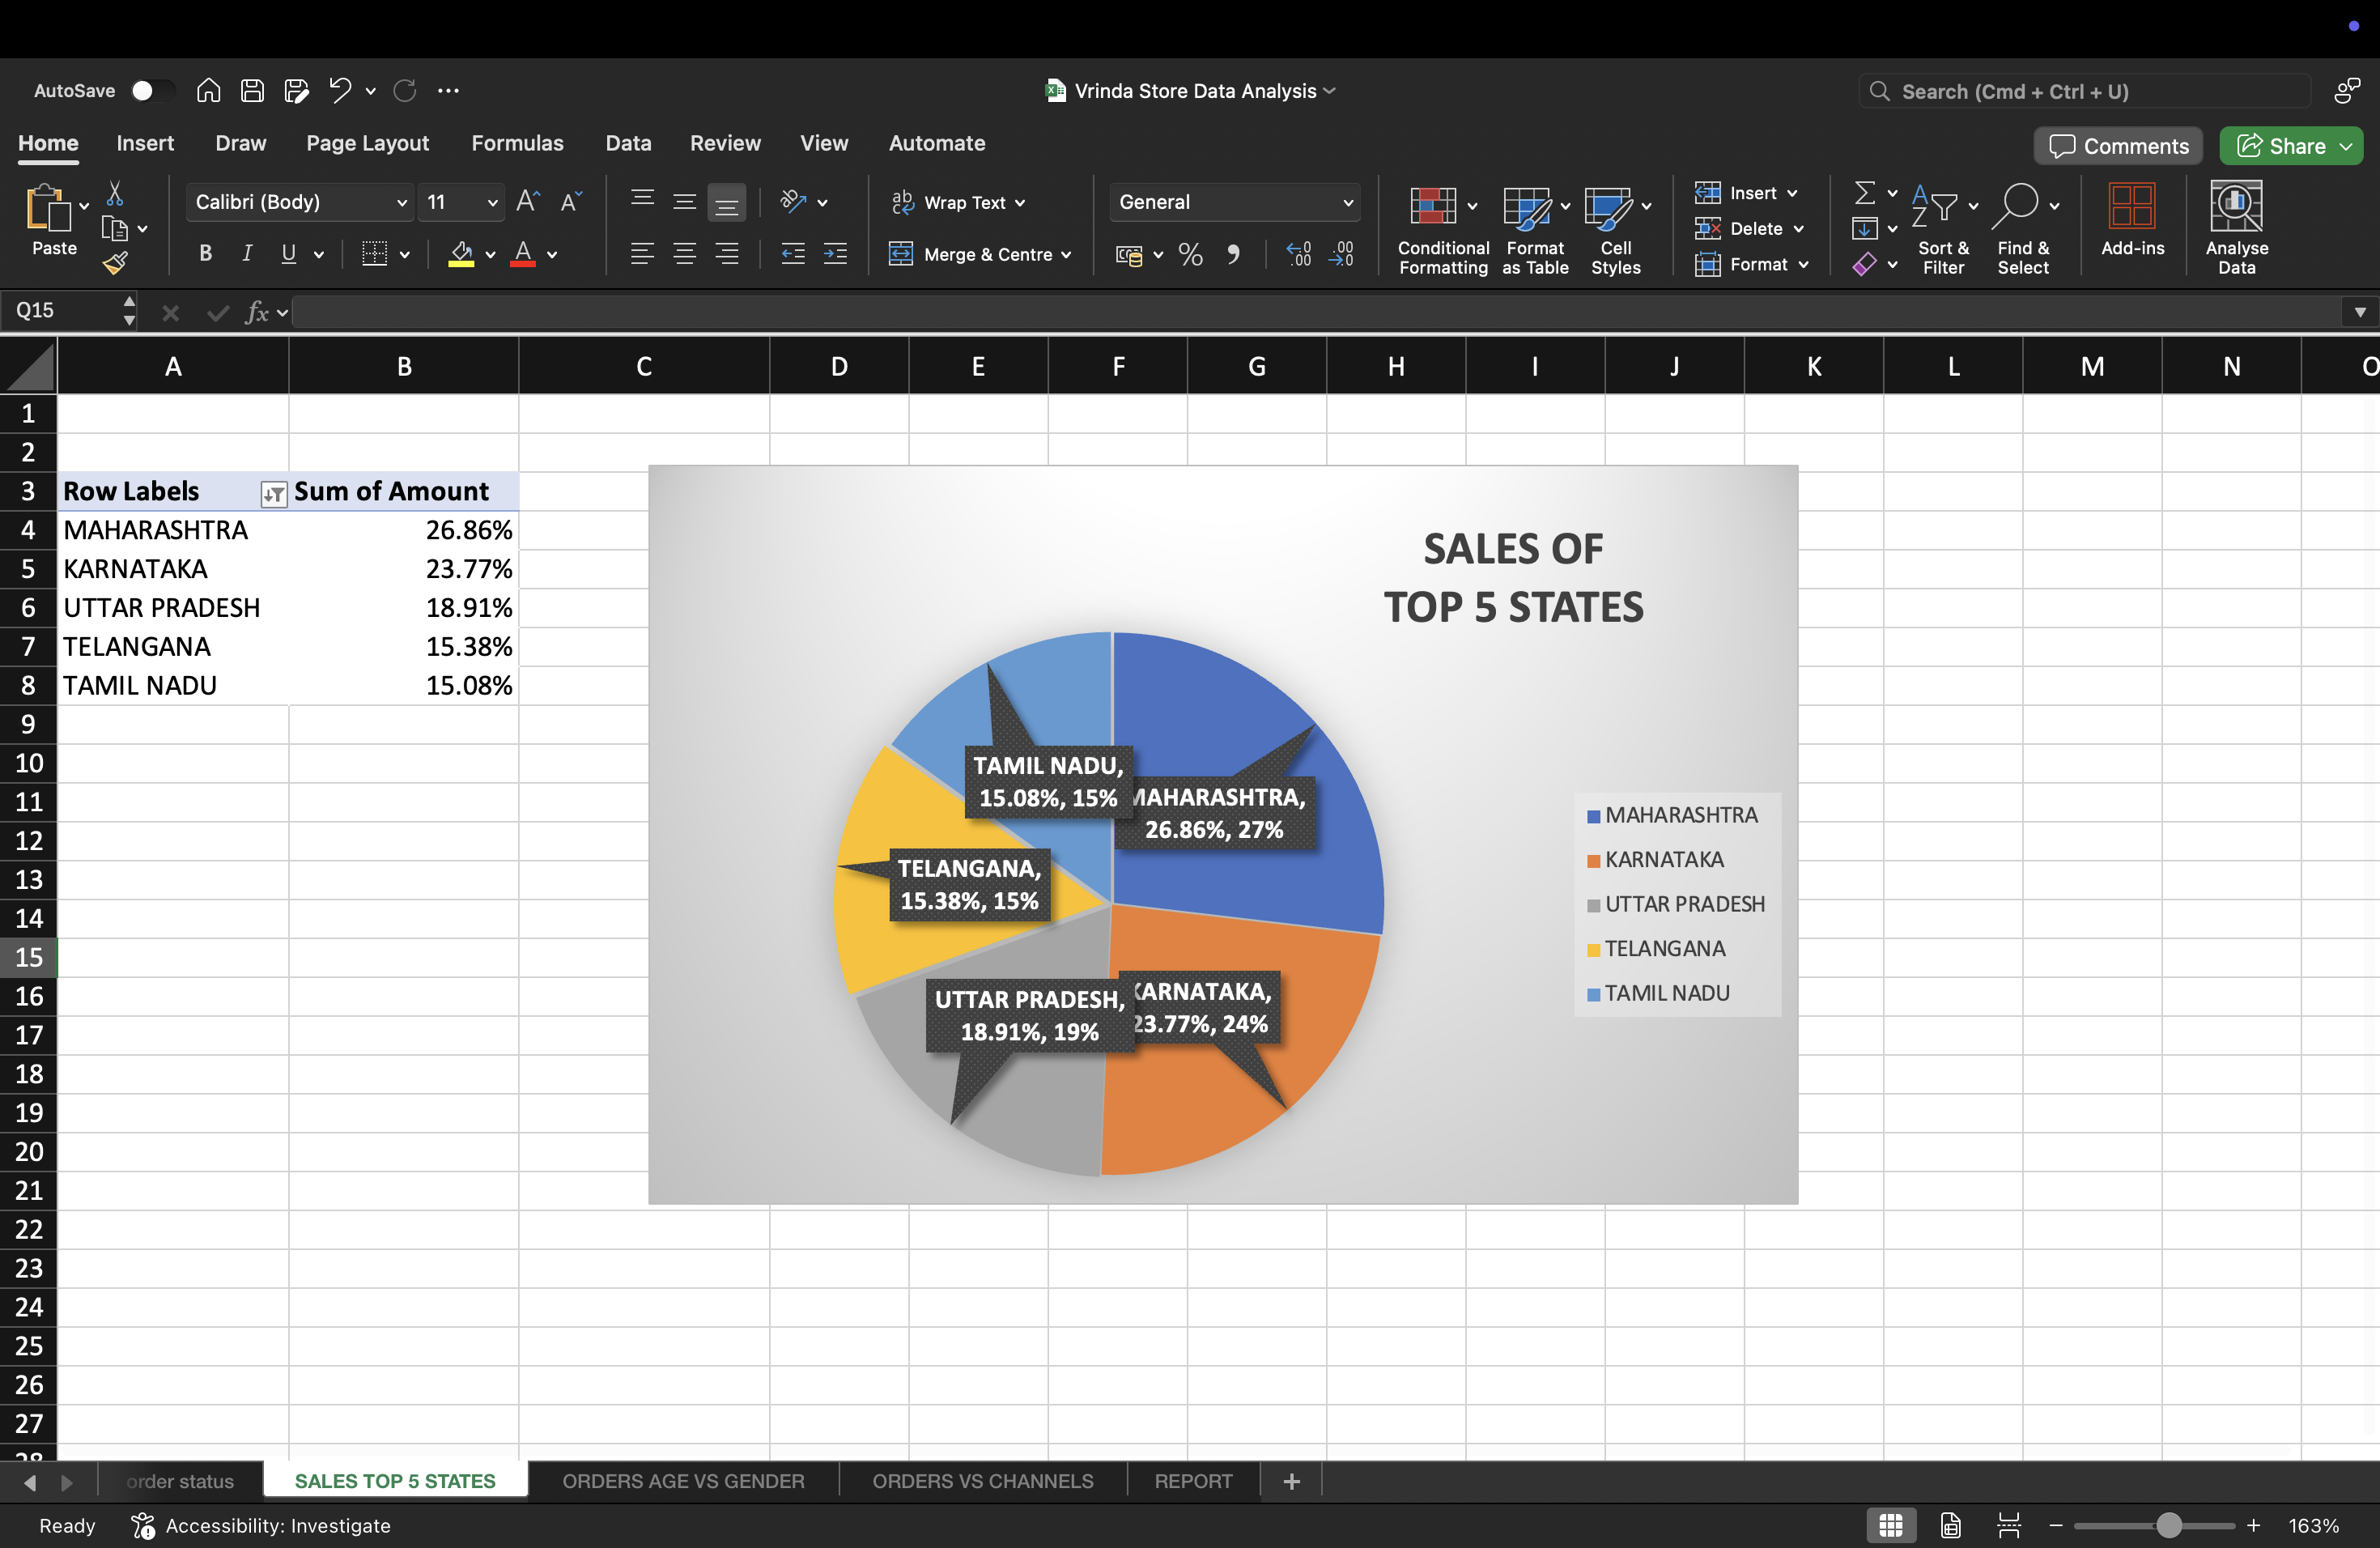 AutoSave
Vrinda Store Data Analysis
Search (Cmd + Ctrl + U)
Home Insert Draw Page Layout Formulas Data Review View Automate
Comments Share
Paste
Calibri (Body) 11
Wrap Text
General
Merge & Centre
Conditional Formatting
Format as Table
Cell Styles
Insert
Delete
Format
Sort & Filter
Find & Select
Add-ins
Analyse Data
Q15
fx
A B C D E F G H I J K L M N O
1
2
3 Row Labels Sum of Amount
4 MAHARASHTRA 26.86%
5 KARNATAKA 23.77%
6 UTTAR PRADESH 18.91%
7 TELANGANA 15.38%
8 TAMIL NADU 15.08%
9
10
11
12
13
14
15
16
17
18
19
20
21
22
23
24
25
26
27
28
SALES OF
TOP 5 STATES
TAMIL NADU,
15.08%, 15%
MAHARASHTRA,
26.86%, 27%
TELANGANA,
15.38%, 15%
UTTAR PRADESH,
18.91%, 19%
KARNATAKA,
23.77%, 24%
MAHARASHTRA
KARNATAKA
UTTAR PRADESH
TELANGANA
TAMIL NADU
order status SALES TOP 5 STATES ORDERS AGE VS GENDER ORDERS VS CHANNELS REPORT +
Ready Accessibility: Investigate
163%